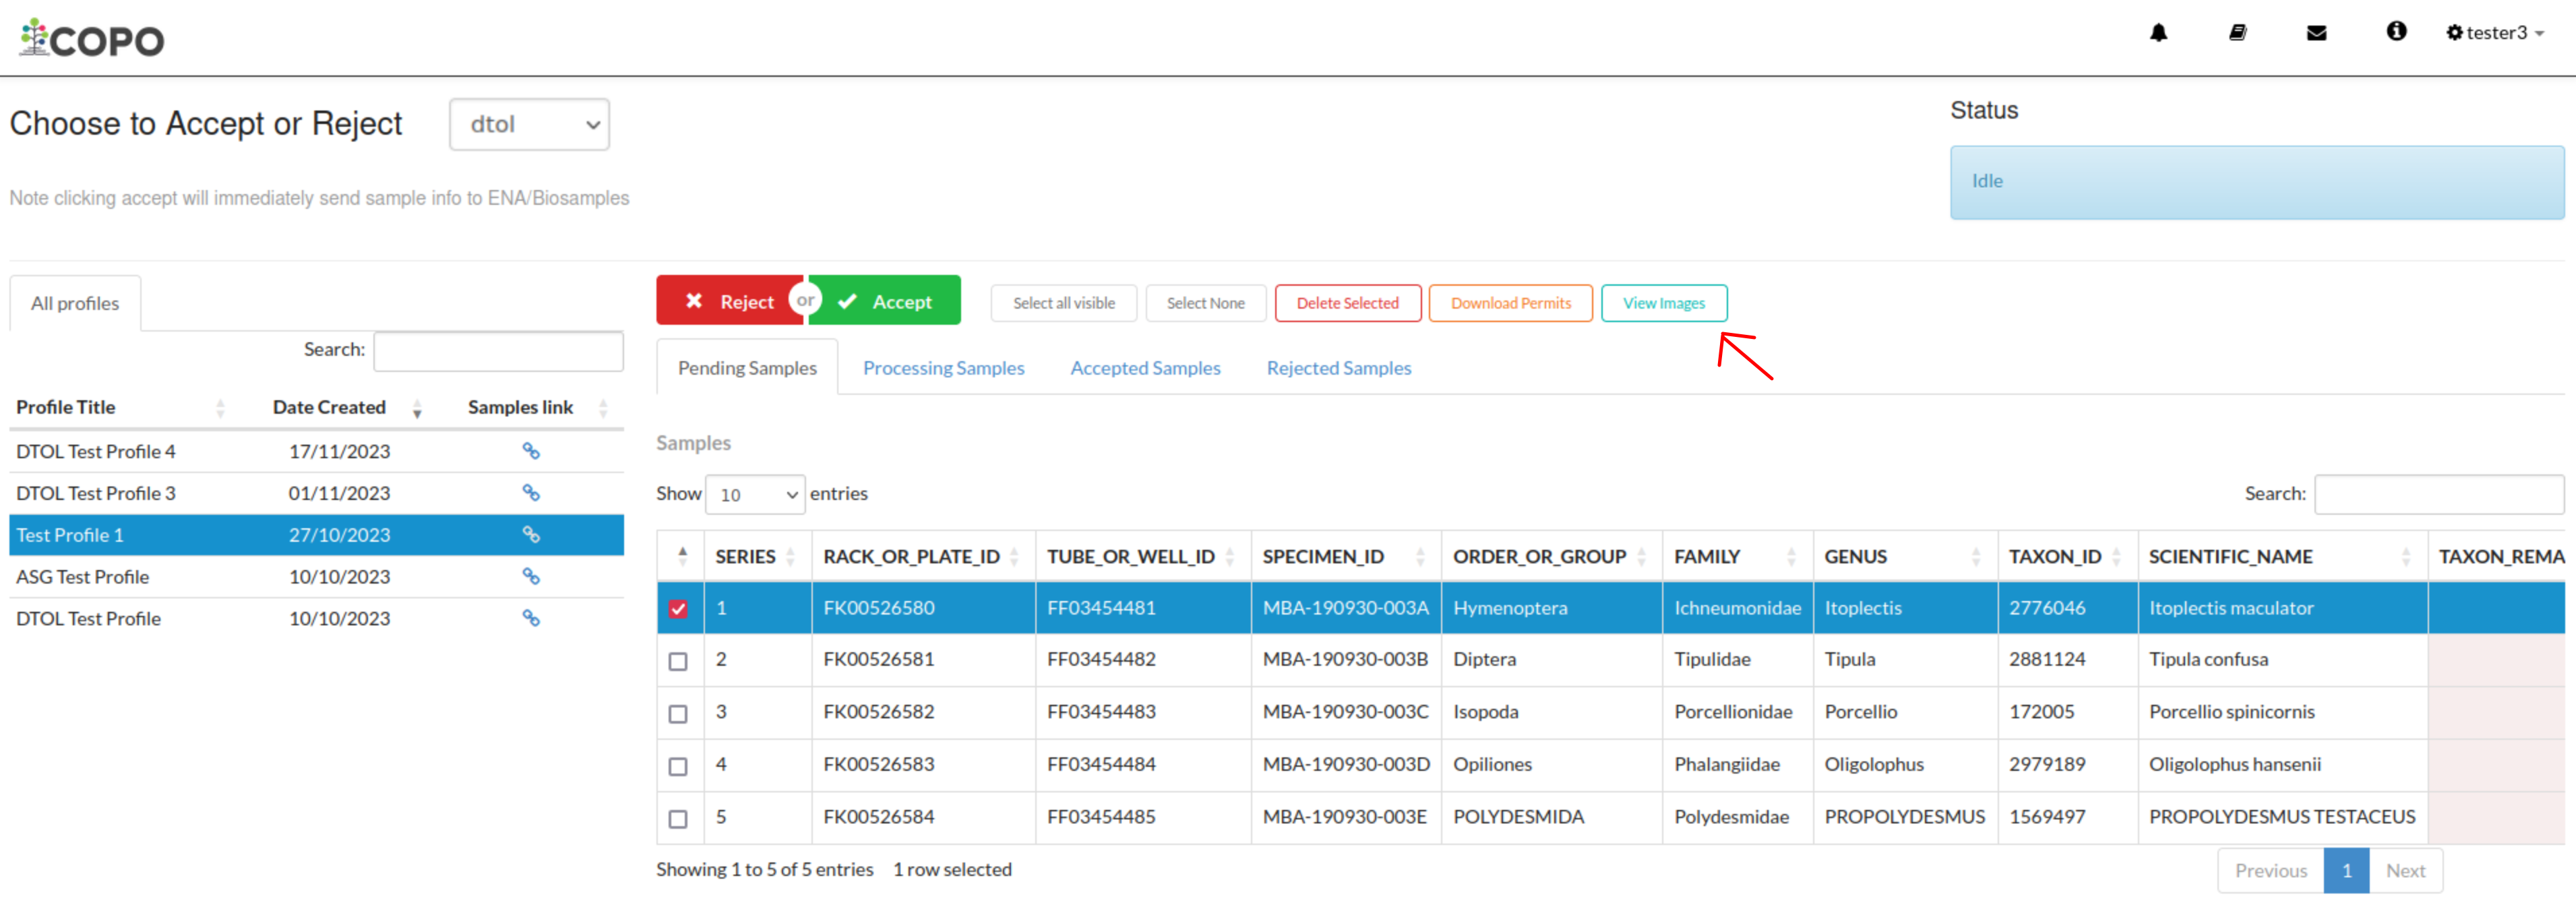 COPO
tester3
Choose to Accept or Reject
dtol
Status
Idle
Note clicking accept will immediately send sample info to ENA/Biosamples
All profiles
Search:
Profile Title Date Created Samples link
DTOL Test Profile 4 17/11/2023
DTOL Test Profile 3 01/11/2023
Test Profile 1 27/10/2023
ASG Test Profile 10/10/2023
DTOL Test Profile 10/10/2023
Reject or Accept Select all visible Select None Delete Selected Download Permits View Images
Pending Samples Processing Samples Accepted Samples Rejected Samples
Samples
Show 10 entries Search:
SERIES RACK_OR_PLATE_ID TUBE_OR_WELL_ID SPECIMEN_ID ORDER_OR_GROUP FAMILY GENUS TAXON_ID SCIENTIFIC_NAME TAXON_REMA
1 FK00526580 FF03454481 MBA-190930-003A Hymenoptera Ichneumonidae Itoplectis 2776046 Itoplectis maculator
2 FK00526581 FF03454482 MBA-190930-003B Diptera Tipulidae Tipula 2881124 Tipula confusa
3 FK00526582 FF03454483 MBA-190930-003C Isopoda Porcellionidae Porcellio 172005 Porcellio spinicornis
4 FK00526583 FF03454484 MBA-190930-003D Opiliones Phalangiidae Oligolophus 2979189 Oligolophus hansenii
5 FK00526584 FF03454485 MBA-190930-003E POLYDESMIDA Polydesmidae PROPOLYDESMUS 1569497 PROPOLYDESMUS TESTACEUS
Showing 1 to 5 of 5 entries 1 row selected
Previous 1 Next